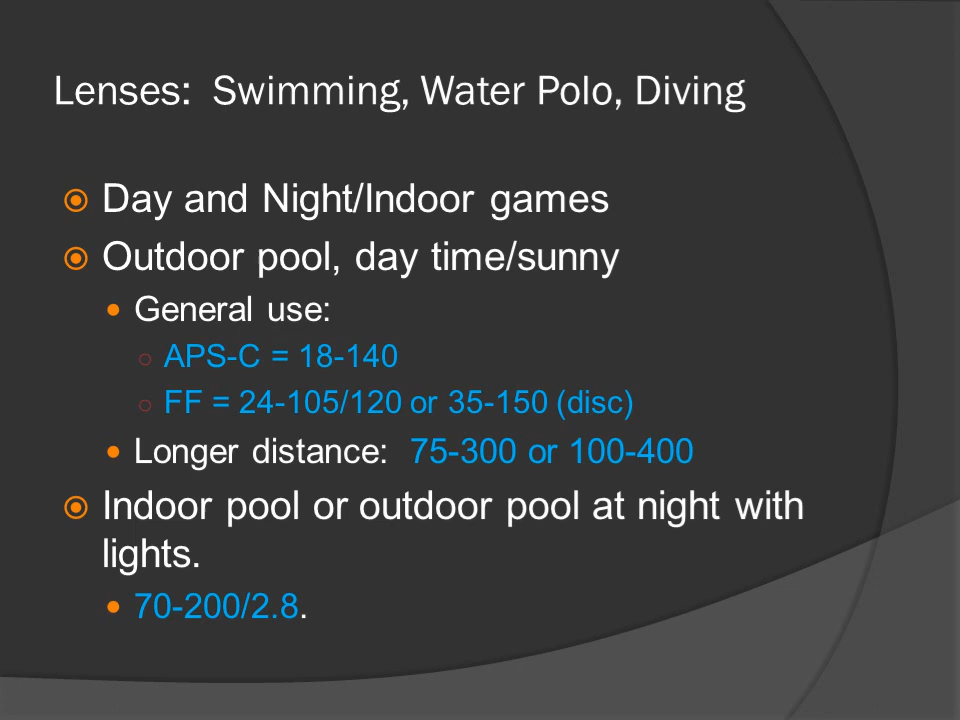 Lenses: Swimming, Water Polo, Diving
Day and Night/Indoor games
Outdoor pool, day time/sunny
General use:
APS-C = 18-140
FF = 24-105/120 or 35-150 (disc)
Longer distance: 75-300 or 100-400
Indoor pool or outdoor pool at night with
lights.
70-200/2.8.